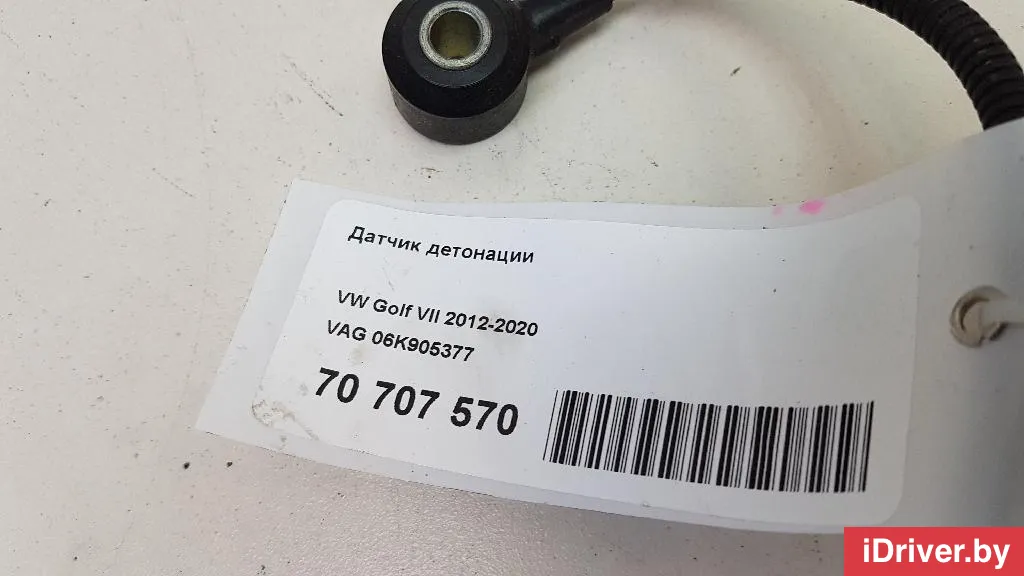 Датчик детонации
VW Golf VII 2012-2020
VAG 06K905377
70 707 570
iDriver.by